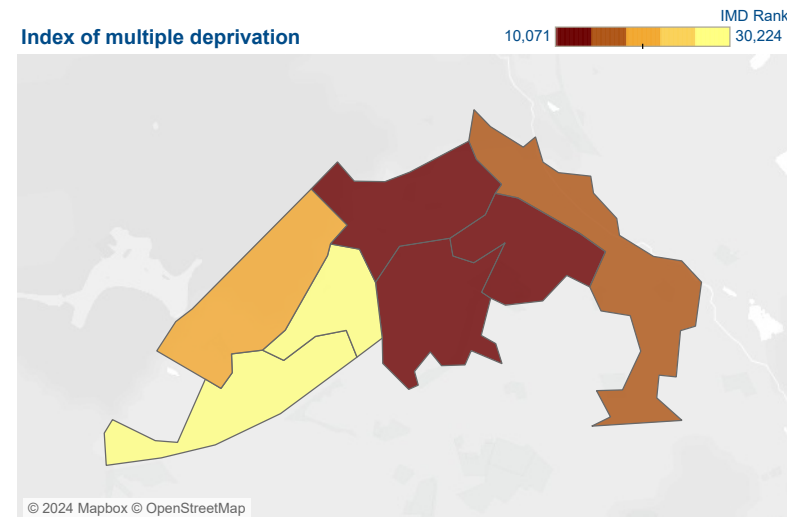 IMD Rank
Index of multiple deprivation
10,071
30,224
© 2024 Mapbox © OpenStreetMap